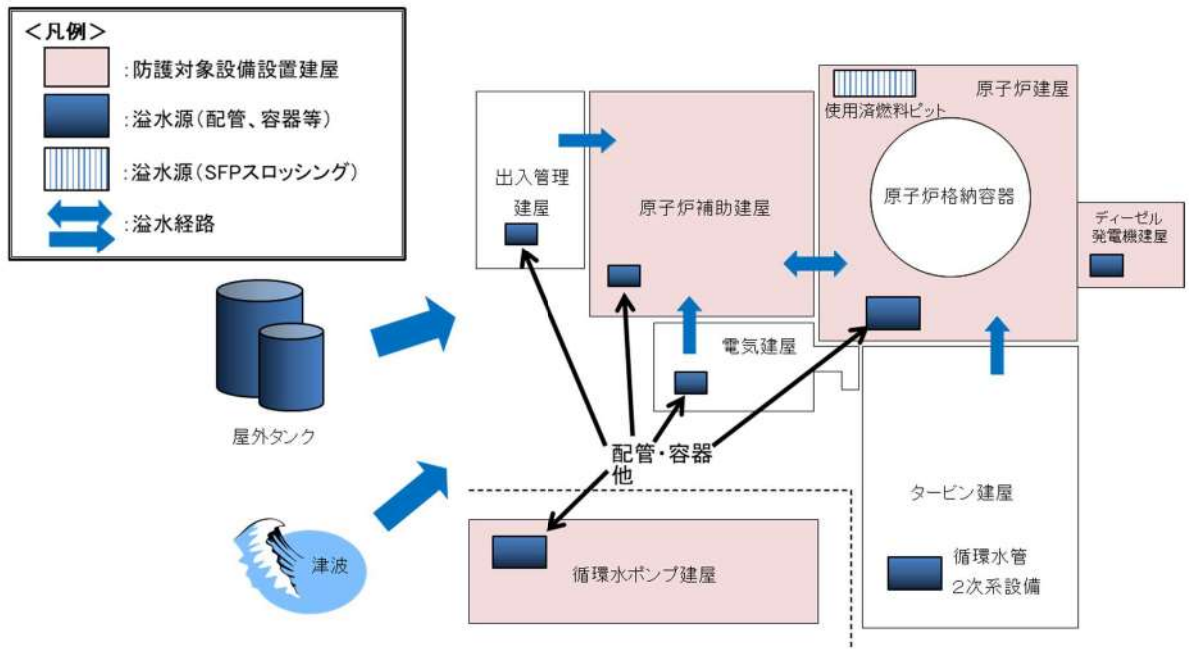 <凡例>
:防護対象設備設置建屋
:溢水源(配管、容器等)
:溢水源(SFPスロッシング)
:溢水経路
原子炉建屋
使用済燃料ピット
原子炉格納容器
出入管理
建屋
原子炉補助建屋
ディーゼル
発電機建屋
電気建屋
屋外タンク
配管・容器
他
タービン建屋
津波
循環水ポンプ建屋
循環水管
2次系設備